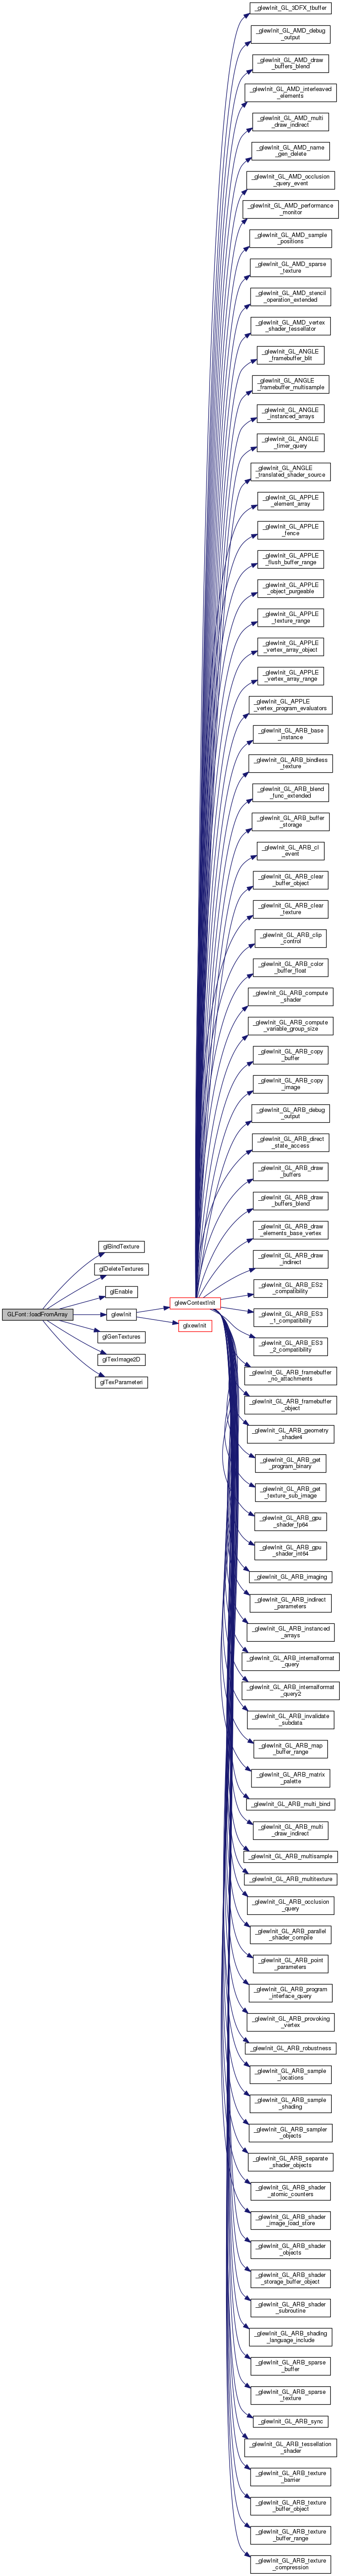 _glewInit_GL_3DFX_tbuffer
_glewInit_GL_AMD_debug
_output
_glewInit_GL_AMD_draw
_buffers_blend
_glewInit_GL_AMD_interleaved
_elements
_glewInit_GL_AMD_multi
_draw_indirect
_glewInit_GL_AMD_name
_gen_delete
_glewInit_GL_AMD_occlusion
_query_event
_glewInit_GL_AMD_performance
_monitor
_glewInit_GL_AMD_sample
_positions
_glewInit_GL_AMD_sparse
_texture
_glewInit_GL_AMD_stencil
_operation_extended
_glewInit_GL_AMD_vertex
_shader_tessellator
_glewInit_GL_ANGLE
_framebuffer_blit
_glewInit_GL_ANGLE
_framebuffer_multisample
_glewInit_GL_ANGLE
_instanced_arrays
_glewInit_GL_ANGLE
_timer_query
_glewInit_GL_ANGLE
_translated_shader_source
_glewInit_GL_APPLE
_element_array
_glewInit_GL_APPLE
_fence
_glewInit_GL_APPLE
_flush_buffer_range
_glewInit_GL_APPLE
_object_purgeable
_glewInit_GL_APPLE
_texture_range
_glewInit_GL_APPLE
_vertex_array_object
_glewInit_GL_APPLE
_vertex_array_range
_glewInit_GL_APPLE
_vertex_program_evaluators
_glewInit_GL_ARB_base
_instance
_glewInit_GL_ARB_bindless
_texture
_glewInit_GL_ARB_blend
_func_extended
_glewInit_GL_ARB_buffer
_storage
_glewInit_GL_ARB_cl
_event
_glewInit_GL_ARB_clear
_buffer_object
_glewInit_GL_ARB_clear
_texture
_glewInit_GL_ARB_clip
_control
_glewInit_GL_ARB_color
_buffer_float
_glewInit_GL_ARB_compute
_shader
_glewInit_GL_ARB_compute
_variable_group_size
_glewInit_GL_ARB_copy
_buffer
_glewInit_GL_ARB_copy
_image
_glewInit_GL_ARB_debug
_output
_glewInit_GL_ARB_direct
_state_access
_glewInit_GL_ARB_draw
_buffers
_glewInit_GL_ARB_draw
_buffers_blend
_glewInit_GL_ARB_draw
_elements_base_vertex
_glewInit_GL_ARB_draw
_indirect
glBindTexture
glDeleteTextures
glEnable
GLFont::loadFromArray
glewInit
glGenTextures
glTexImage2D
glTexParameteri
glewContextInit
glxewInit
_glewInit_GL_ARB_ES2
_compatibility
_glewInit_GL_ARB_ES3
_1_compatibility
_glewInit_GL_ARB_ES3
_2_compatibility
_glewInit_GL_ARB_framebuffer
_no_attachments
_glewInit_GL_ARB_framebuffer
_object
_glewInit_GL_ARB_geometry
_shader4
_glewInit_GL_ARB_get
_program_binary
_glewInit_GL_ARB_get
_texture_sub_image
_glewInit_GL_ARB_gpu
_shader_fp64
_glewInit_GL_ARB_gpu
_shader_int64
_glewInit_GL_ARB_imaging
_glewInit_GL_ARB_indirect
_parameters
_glewInit_GL_ARB_instanced
_arrays
_glewInit_GL_ARB_internalformat
_query
_glewInit_GL_ARB_internalformat
_query2
_glewInit_GL_ARB_invalidate
_subdata
_glewInit_GL_ARB_map
_buffer_range
_glewInit_GL_ARB_matrix
_palette
_glewInit_GL_ARB_multi_bind
_glewInit_GL_ARB_multi
_draw_indirect
_glewInit_GL_ARB_multisample
_glewInit_GL_ARB_multitexture
_glewInit_GL_ARB_occlusion
_query
_glewInit_GL_ARB_parallel
_shader_compile
_glewInit_GL_ARB_point
_parameters
_glewInit_GL_ARB_program
_interface_query
_glewInit_GL_ARB_provoking
_vertex
_glewInit_GL_ARB_robustness
_glewInit_GL_ARB_sample
_locations
_glewInit_GL_ARB_sample
_shading
_glewInit_GL_ARB_sampler
_objects
_glewInit_GL_ARB_separate
_shader_objects
_glewInit_GL_ARB_shader
_atomic_counters
_glewInit_GL_ARB_shader
_image_load_store
_glewInit_GL_ARB_shader
_objects
_glewInit_GL_ARB_shader
_storage_buffer_object
_glewInit_GL_ARB_shader
_subroutine
_glewInit_GL_ARB_shading
_language_include
_glewInit_GL_ARB_sparse
_buffer
_glewInit_GL_ARB_sparse
_texture
_glewInit_GL_ARB_sync
_glewInit_GL_ARB_tessellation
_shader
_glewInit_GL_ARB_texture
_barrier
_glewInit_GL_ARB_texture
_buffer_object
_glewInit_GL_ARB_texture
_buffer_range
_glewInit_GL_ARB_texture
_compression